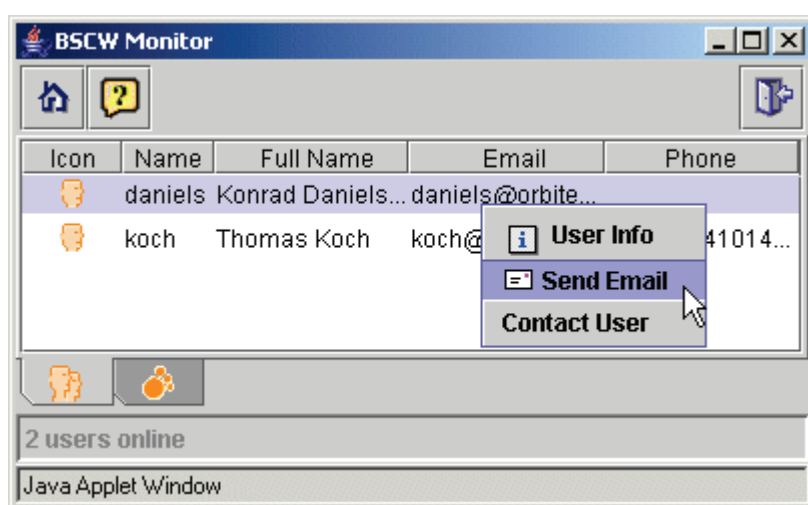 BSCW Monitor
Icon Name Full Name Email Phone
daniels Konrad Daniels... daniels@orbite...
koch Thomas Koch koch@ 41014...
User Info
Send Email
Contact User
2 users online
Java Applet Window